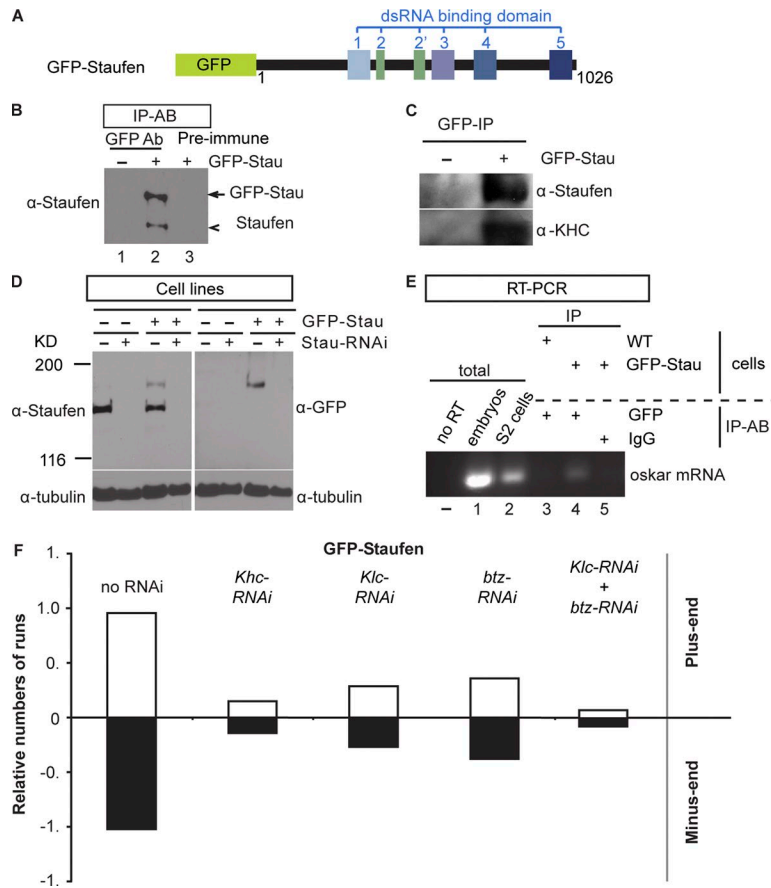 A
dsRNA binding domain
1 2 2' 3 4 5
GFP-Staufen
GFP
1
1026
B
IP-AB
GFP Ab Pre-immune
– + + GFP-Stau
α-Staufen
GFP-Stau
Staufen
1 2 3
C
GFP-IP
– + GFP-Stau
α-Staufen
α-KHC
D
Cell lines
– – + + – – + + GFP-Stau
– + – + – + – + Stau-RNAi
KD
200
α-Staufen
α-GFP
116
α-tubulin
α-tubulin
E
RT-PCR
IP
+ WT
+ + GFP-Stau
cells
total
no RT
embryos
S2 cells
+ + GFP
+ IgG
IP-AB
oskar mRNA
– 1 2 3 4 5
F
GFP-Staufen
no RNAi
Khc-
RNAi
Klc-
RNAi
btz-
RNAi
Klc-RNAi
+
btz-RNAi
Relative numbers of runs
1.
1.0
0.
0
-0.
-1.
-1.
Plus-end
Minus-end